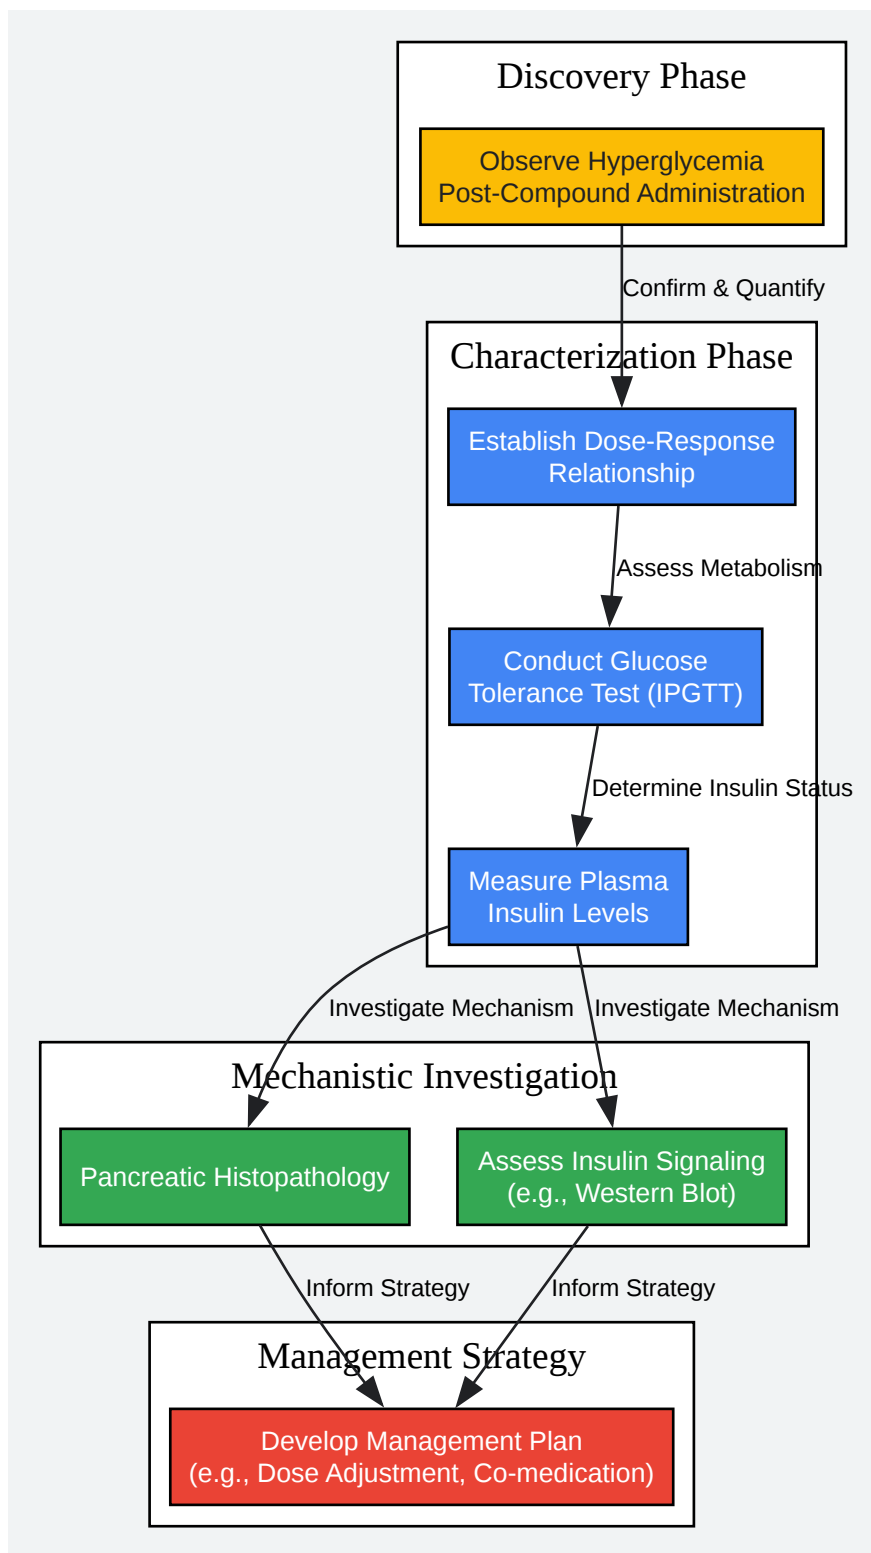 Discovery Phase
Observe Hyperglycemia
Post-Compound Administration
Confirm & Quantify
Characterization Phase
Establish Dose-Response
Relationship
Assess Metabolism
Conduct Glucose
Tolerance Test (IPGTT)
Determine Insulin Status
Measure Plasma
Insulin Levels
Investigate Mechanism
Investigate Mechanism
Mechanistic Investigation
Pancreatic Histopathology
Assess Insulin Signaling
(e.g., Western Blot)
Inform Strategy
Inform Strategy
Management Strategy
Develop Management Plan
(e.g., Dose Adjustment, Co-medication)